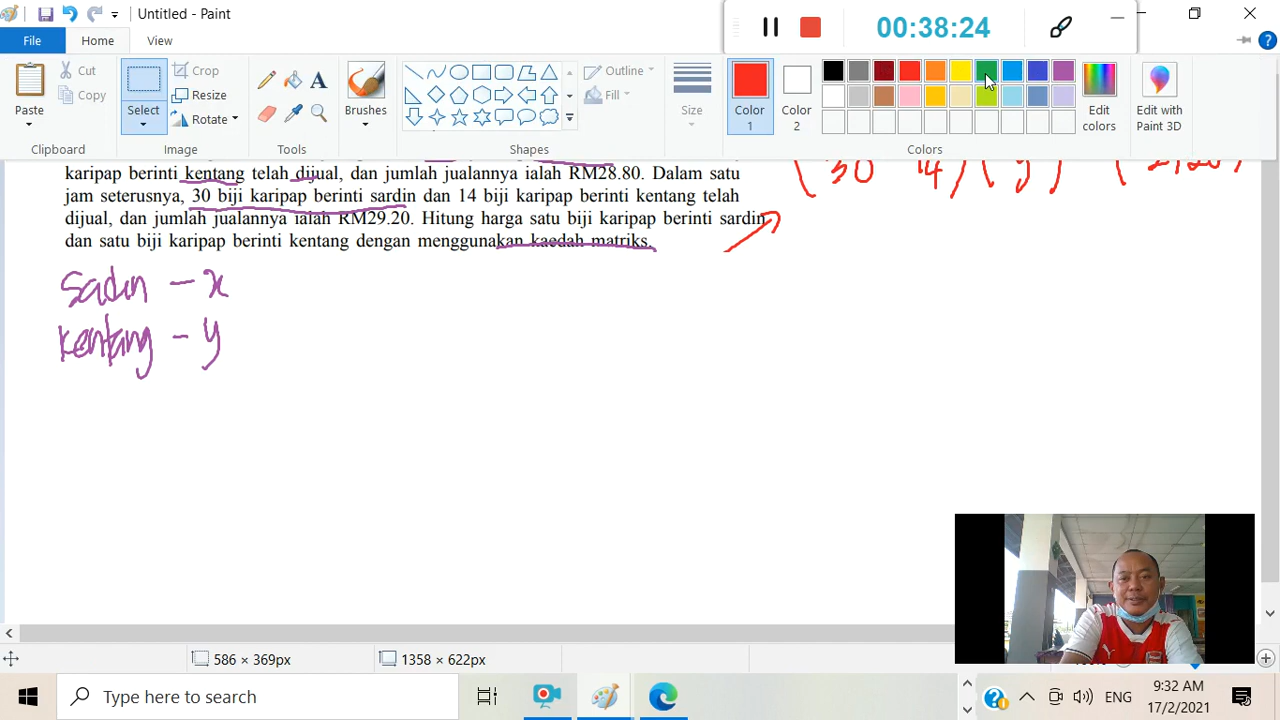 Untitled - Paint
00:38:24
File
Home
View
Paste
Cut
Copy
Clipboard
Select
Crop
Resize
Rotate
Image
Tools
Brushes
Outline
Fill
Shapes
Size
Color
1
Color
2
Edit
colors
Edit with
Paint 3D
Colors
karipap berinti kentang telah dijual, dan jumlah jualannya ialah RM28.80. Dalam satu
jam seterusnya, 30 biji karipap berinti sardin dan 14 biji karipap berinti kentang telah
dijual, dan jumlah jualannya ialah RM29.20. Hitung harga satu biji karipap berinti sardin
dan satu biji karipap berinti kentang dengan menggunakan kaedah matriks.
(30 14)(y)
Sadin - x
kentang - y
586 × 369px
1358 × 622px
Type here to search
ENG
9:32 AM
17/2/2021